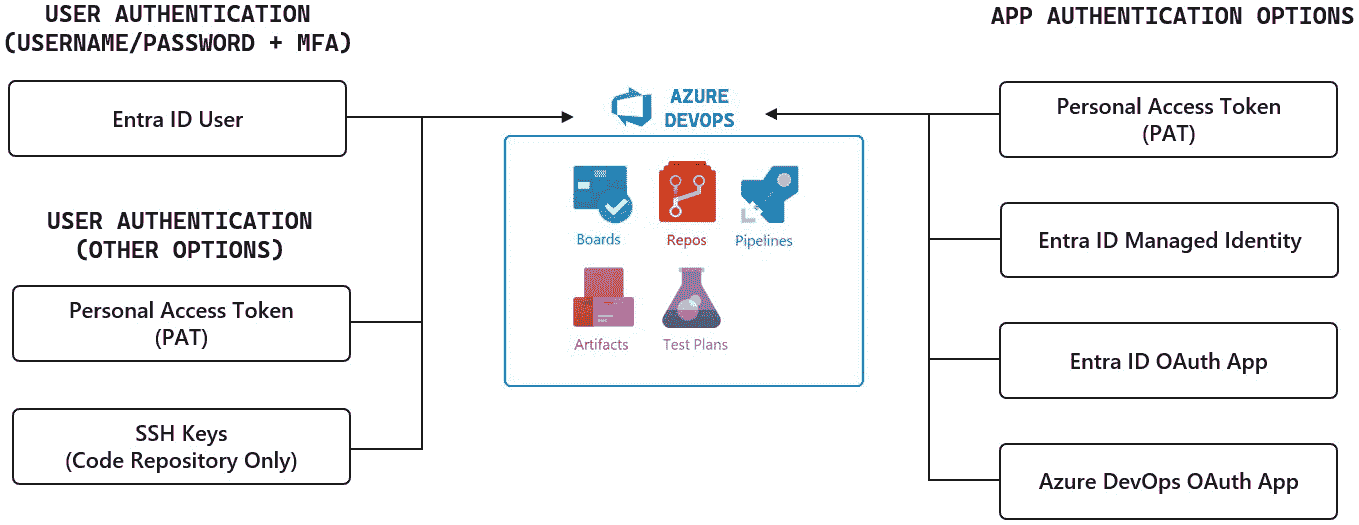 USER AUTHENTICATION
(USERNAME/PASSWORD + MFA)
Entra ID User
USER AUTHENTICATION
(OTHER OPTIONS)
Personal Access Token
(PAT)
SSH Keys
(Code Repository Only)
AZURE
DEVOPS
Boards
Repos
Pipelines
Artifacts
Test Plans
APP AUTHENTICATION OPTIONS
Personal Access Token
(PAT)
Entra ID Managed Identity
Entra ID OAuth App
Azure DevOps OAuth App